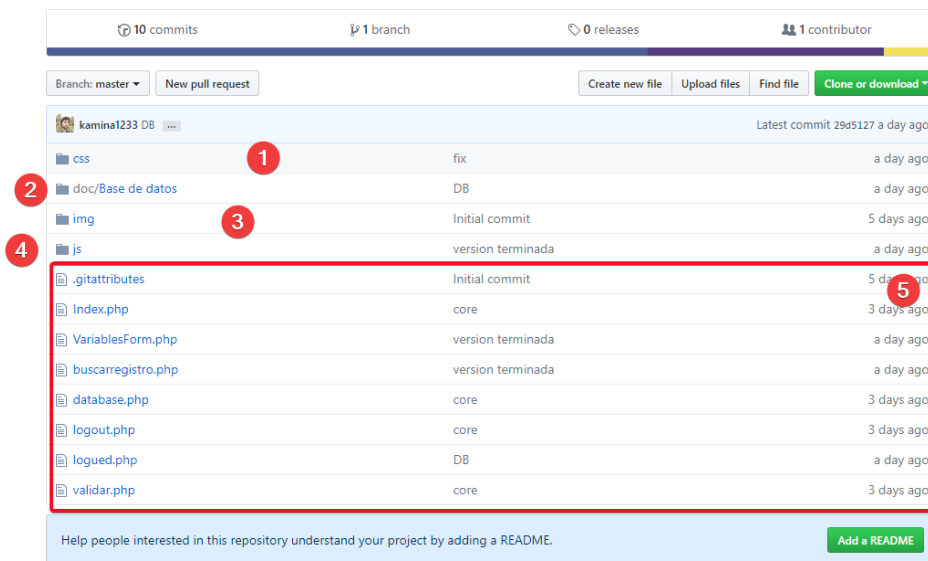 10 commits 1 branch 0 releases 1 contributor
Branch: master New pull request Create new file Upload files Find file Clone or download
kamina1233 DB ... Latest commit 29d5127 a day ago
css 1 fix a day ago
2 doc/Base de datos DB a day ago
img 3 Initial commit 5 days ago
4 js version terminada a day ago
.gitattributes Initial commit 5 days ago
5
Index.php core 3 days ago
VariablesForm.php version terminada a day ago
buscarregistro.php version terminada a day ago
database.php core 3 days ago
logout.php core 3 days ago
logued.php DB a day ago
validar.php core 3 days ago
Help people interested in this repository understand your project by adding a README. Add a README